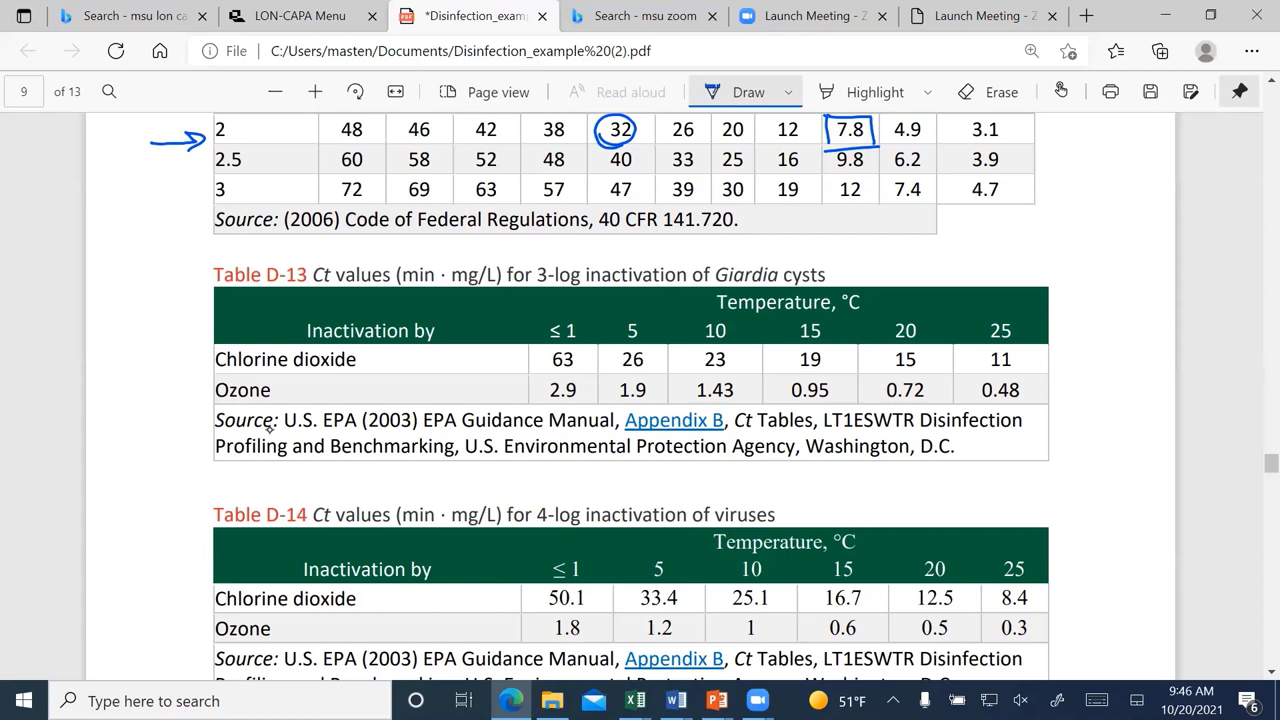 Search - msu lon ca
LON-CAPA Menu
*Disinfection_exam
Search - msu zoom
Launch Meeting - Z
Launch Meeting - Z
File
C:/Users/masten/Documents/Disinfection_example%20(2).pdf
9 of 13
Page view
Read aloud
Draw
Highlight
Erase
2 48 46 42 38 32 26 20 12 7.8 4.9 3.1
2.5 60 58 52 48 40 33 25 16 9.8 6.2 3.9
3 72 69 63 57 47 39 30 19 12 7.4 4.7
Source: (2006) Code of Federal Regulations, 40 CFR 141.720.
Table D-13 Ct values (min · mg/L) for 3-log inactivation of Giardia cysts
Temperature, °C
Inactivation by ≤ 1 5 10 15 20 25
Chlorine dioxide 63 26 23 19 15 11
Ozone 2.9 1.9 1.43 0.95 0.72 0.48
Source: U.S. EPA (2003) EPA Guidance Manual, Appendix B, Ct Tables, LT1ESWTR Disinfection
Profiling and Benchmarking, U.S. Environmental Protection Agency, Washington, D.C.
Table D-14 Ct values (min · mg/L) for 4-log inactivation of viruses
Temperature, °C
Inactivation by ≤ 1 5 10 15 20 25
Chlorine dioxide 50.1 33.4 25.1 16.7 12.5 8.4
Ozone 1.8 1.2 1 0.6 0.5 0.3
Source: U.S. EPA (2003) EPA Guidance Manual, Appendix B, Ct Tables, LT1ESWTR Disinfection
Type here to search
51°F
9:46 AM
10/20/2021
6